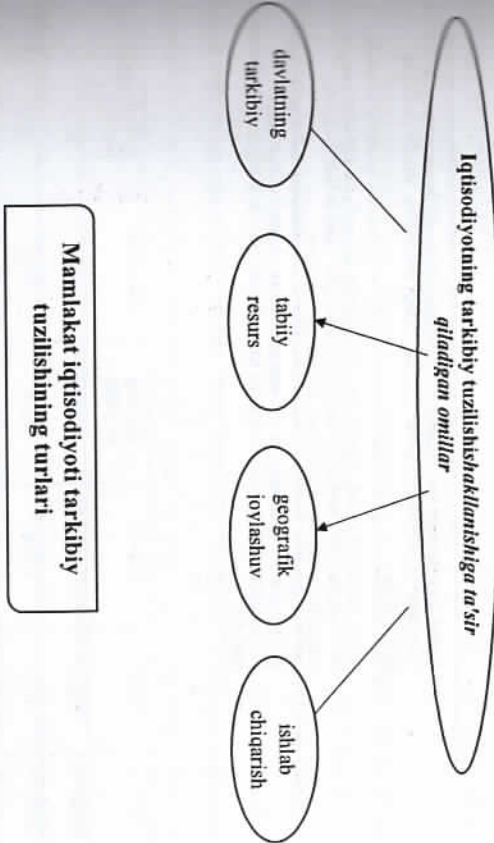 Iqtisodiyotning tarkibiy tuzilishishakllanishiga ta'sir
qiladigan omillar
davlatning
tarkibiy
tabiiy
resurs
geografik
joylashuv
ishlab
chiqarish
Mamlakat iqtisodiyoti tarkibiy
tuzilishining turlari